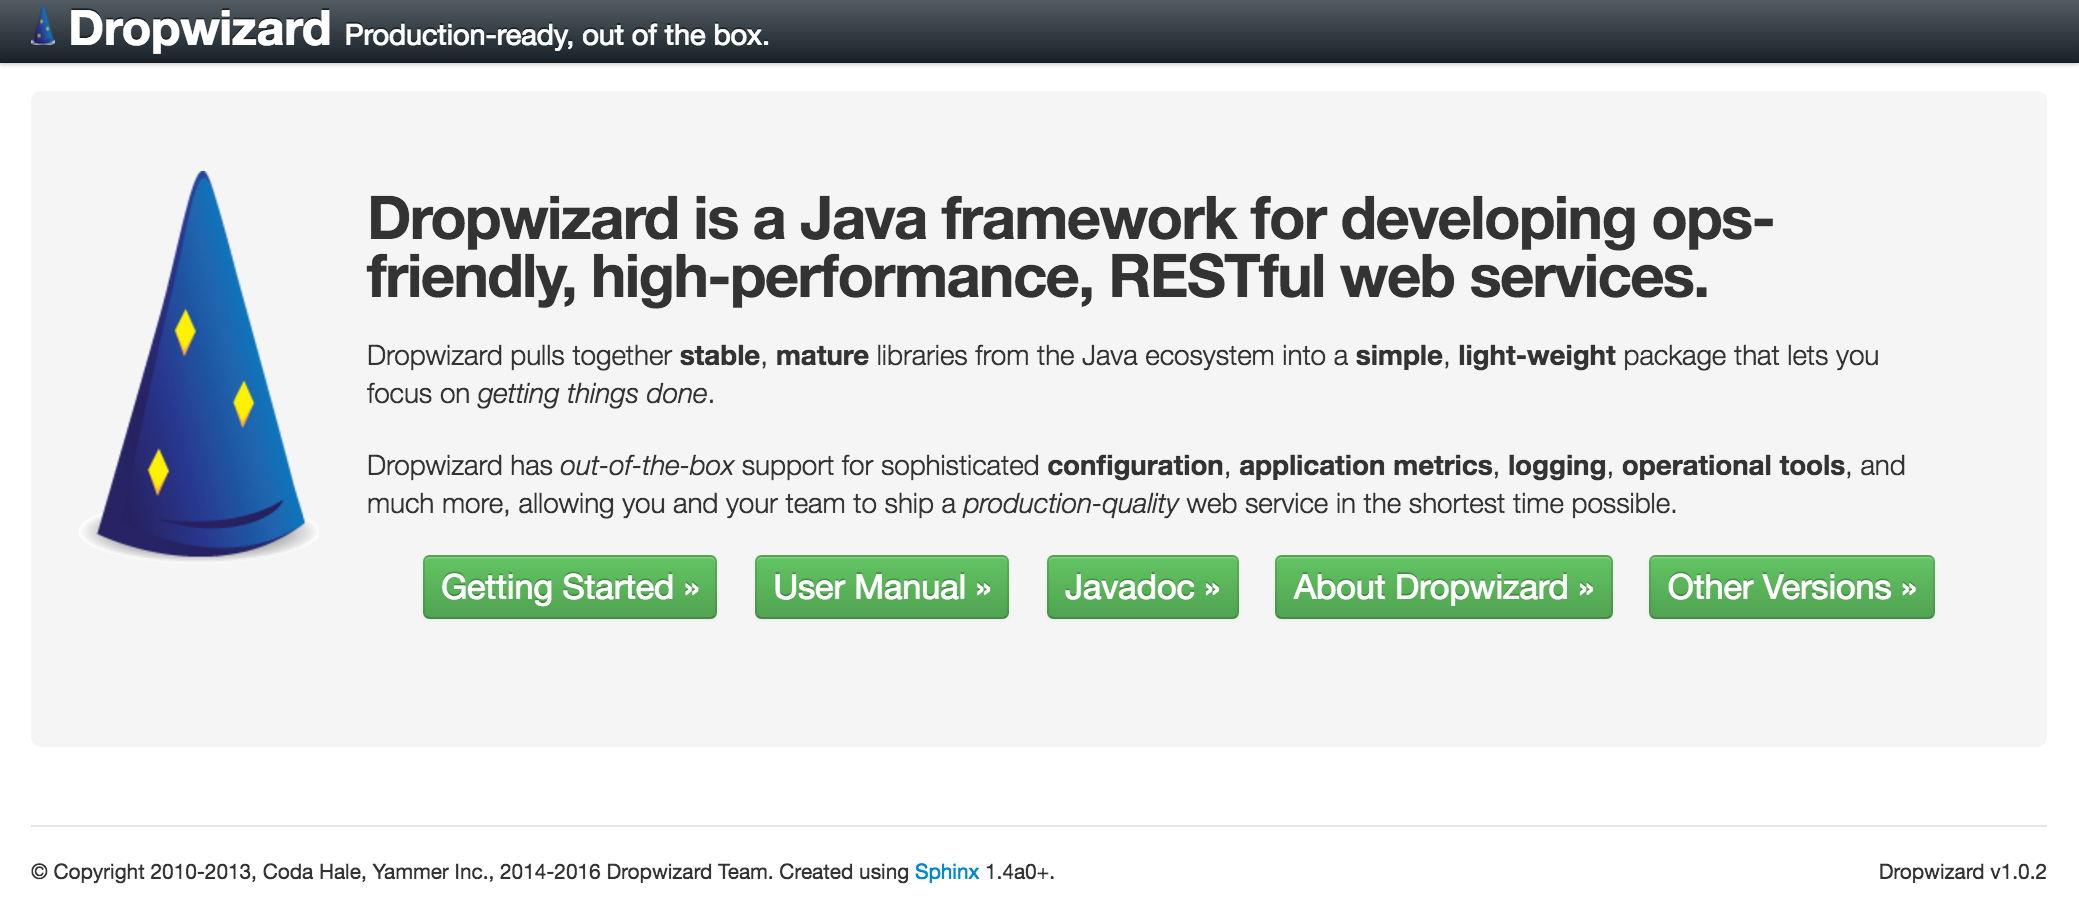 Dropwizard Production-ready, out of the box.
Dropwizard is a Java framework for developing ops-
friendly, high-performance, RESTful web services.
Dropwizard pulls together stable, mature libraries from the Java ecosystem into a simple, light-weight package that lets you
focus on getting things done.
Dropwizard has out-of-the-box support for sophisticated configuration, application metrics, logging, operational tools, and
much more, allowing you and your team to ship a production-quality web service in the shortest time possible.
Getting Started » User Manual » Javadoc » About Dropwizard » Other Versions »
© Copyright 2010-2013, Coda Hale, Yammer Inc., 2014-2016 Dropwizard Team. Created using Sphinx 1.4a0+. Dropwizard v1.0.2